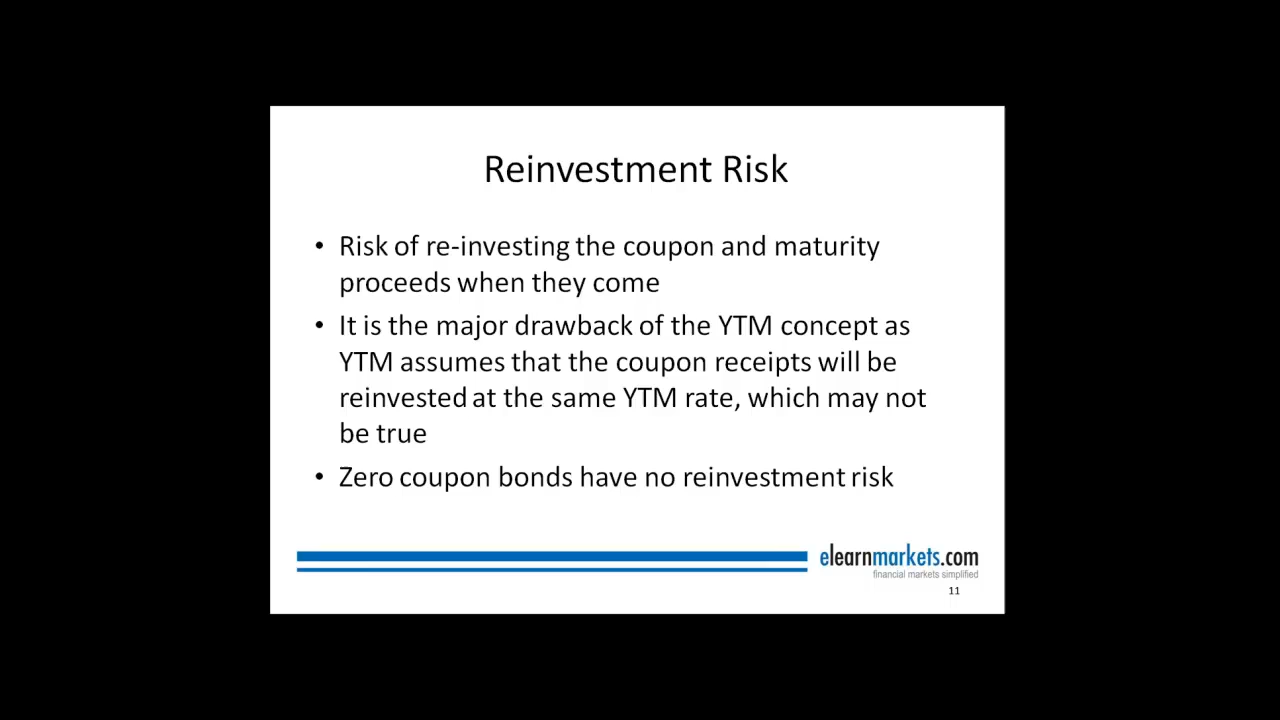 Reinvestment Risk
• Risk of re-investing the coupon and maturity
proceeds when they come
• It is the major drawback of the YTM concept as
YTM assumes that the coupon receipts will be
reinvested at the same YTM rate, which may not
be true
• Zero coupon bonds have no reinvestment risk
elearnmarkets.com
financial markets simplified
11